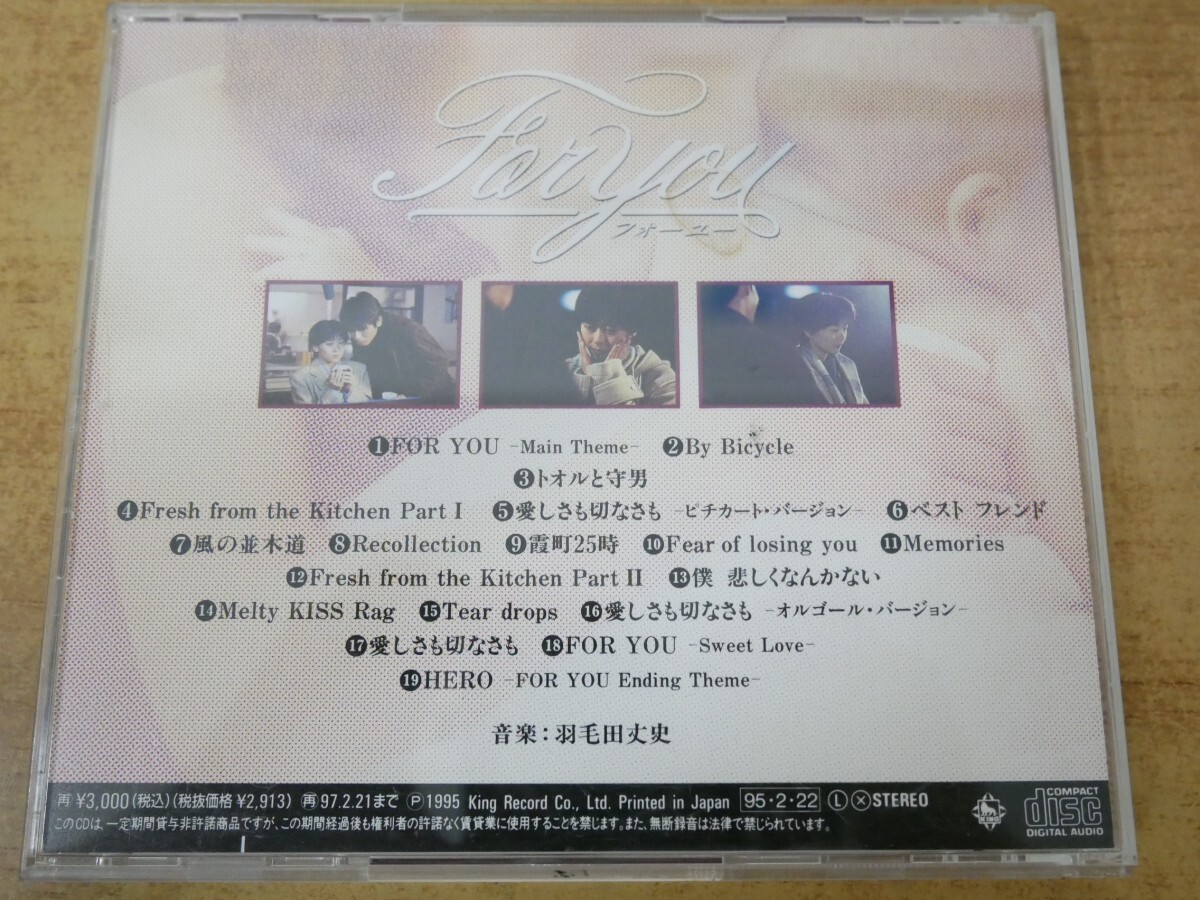 For You
フォーユー
❶FOR YOU -Main Theme- ❷By Bicycle
❸トオルと守男
❹Fresh from the Kitchen Part I ❺愛しさも切なさも -ピチカート・バージョン- ❻ベスト フレンド
❼風の並木道 ❽Recollection ❾霞町25時 ❿Fear of losing you ⓫Memories
⓬Fresh from the Kitchen Part II ⓭僕 悲しくなんかない
⓮Melty KISS Rag ⓯Tear drops ⓰愛しさも切なさも -オルゴール・バージョン-
⓱愛しさも切なさも ⓲FOR YOU -Sweet Love-
⓳HERO -FOR YOU Ending Theme-
音楽：羽毛田丈史
再 ¥3,000(税込)(税抜価格¥2,913) 再97.2.21まで Ⓟ1995 King Record Co., Ltd. Printed in Japan 95・2・22 Ⓛ ⓧ STEREO
このCDは、一定期間貸与非許諾商品ですが、この期間経過後も権利者の許諾なく賃貸業に使用することを禁じます。また、無断録音は法律で禁じられています。
KING
COMPACT
disc
DIGITAL AUDIO